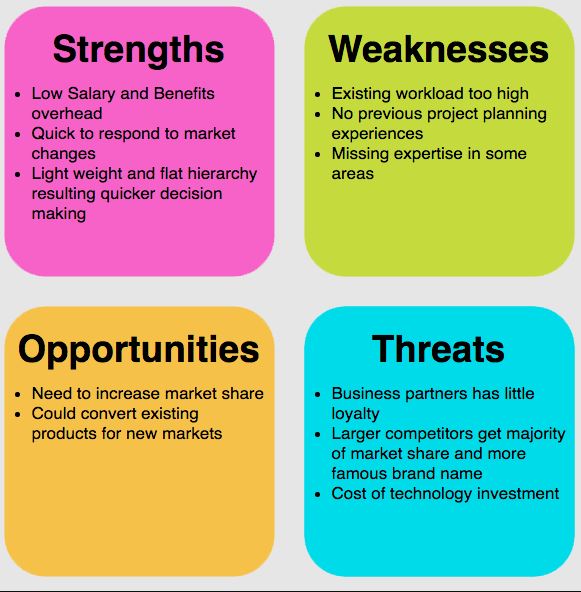 Strengths
• Low Salary and Benefits
overhead
• Quick to respond to market
changes
• Light weight and flat hierarchy
resulting quicker decision
making
Weaknesses
• Existing workload too high
• No previous project planning
experiences
• Missing expertise in some
areas
Opportunities
• Need to increase market share
• Could convert existing
products for new markets
Threats
• Business partners has little
loyalty
• Larger competitors get majority
of market share and more
famous brand name
• Cost of technology investment